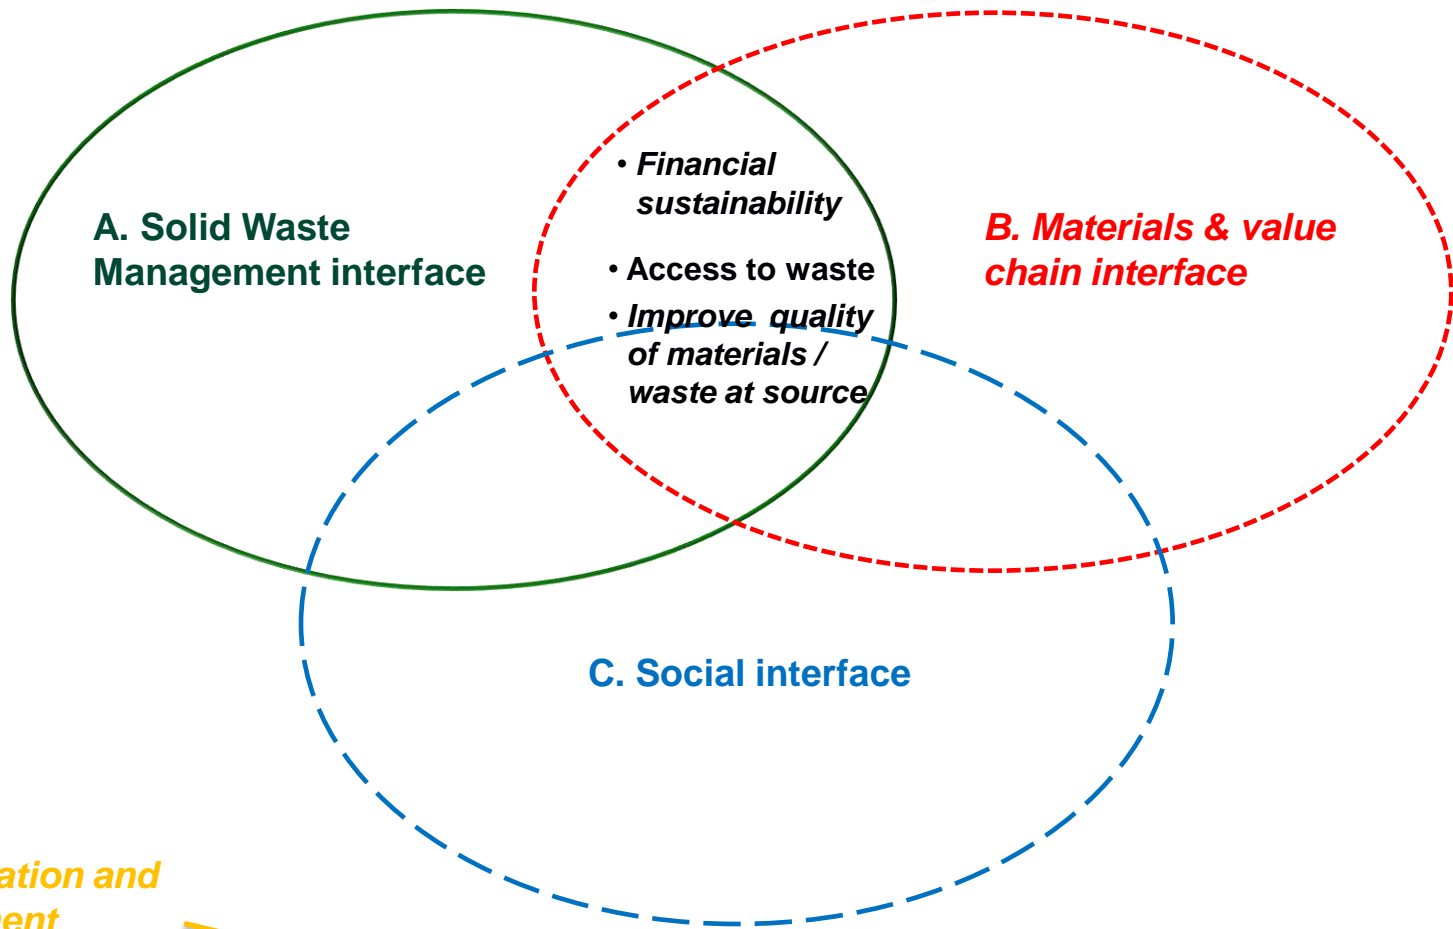 • Financial
sustainability
A. Solid Waste
Management interface
B. Materials & value
chain interface
• Access to waste
• Improve quality
of materials /
waste at source
C. Social interface
ation and
ent